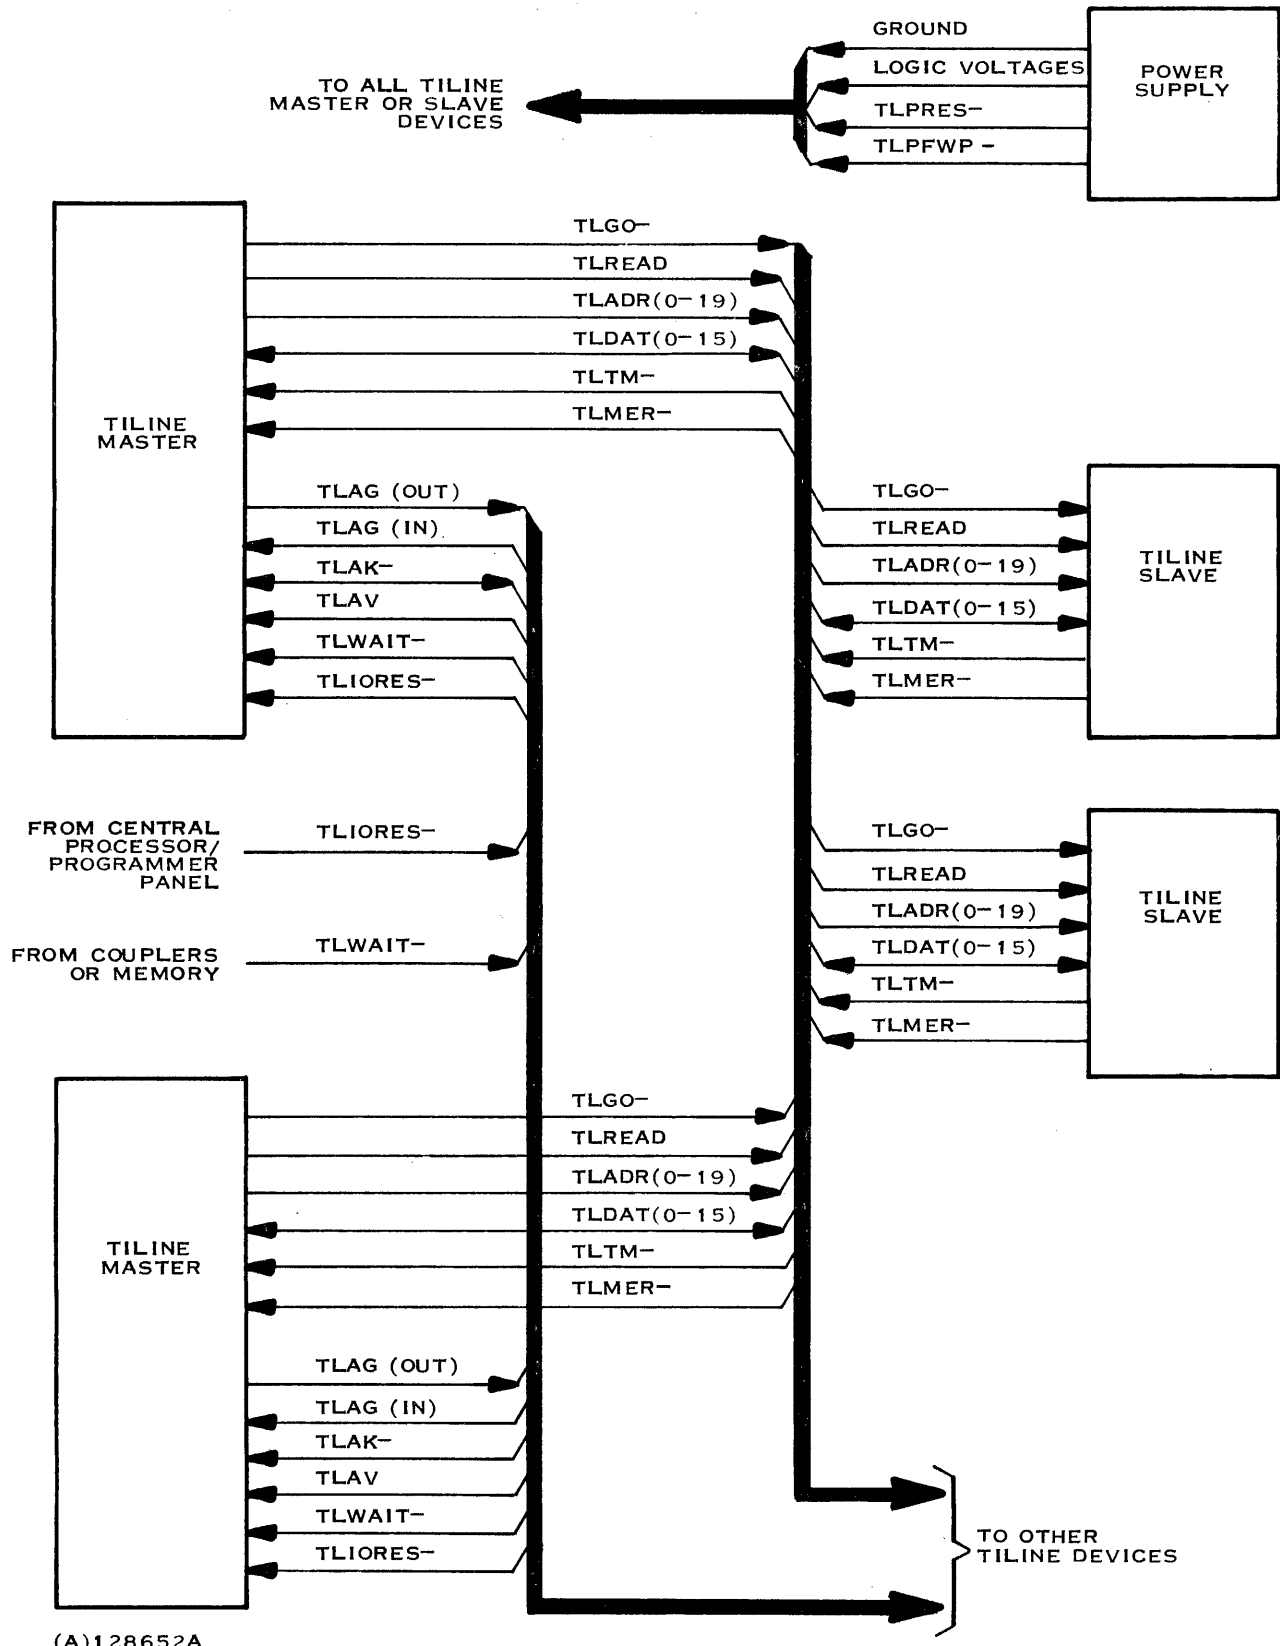 GROUND
LOGIC VOLTAGES
TLPRES-
TLPFWP -
POWER
SUPPLY
TO ALL TILINE
MASTER OR SLAVE
DEVICES
TILINE
MASTER
TLGO-
TLREAD
TLADR(0-19)
TLDAT(0-15)
TLTM-
TLMER-
TLAG (OUT)
TLAG (IN)
TLAK-
TLAV
TLWAIT-
TLIORES-
TLGO-
TLREAD
TLADR(0-19)
TLDAT(0-15)
TLTM-
TLMER-
TILINE
SLAVE
FROM CENTRAL
PROCESSOR/
PROGRAMMER
PANEL
TLIORES-
FROM COUPLERS
OR MEMORY
TLWAIT-
TLGO-
TLREAD
TLADR(0-19)
TLDAT(0-15)
TLTM-
TLMER-
TILINE
SLAVE
TILINE
MASTER
TLGO-
TLREAD
TLADR(0-19)
TLDAT(0-15)
TLTM-
TLMER-
TLAG (OUT)
TLAG (IN)
TLAK-
TLAV
TLWAIT-
TLIORES-
TO OTHER
TILINE DEVICES
(A)128652A